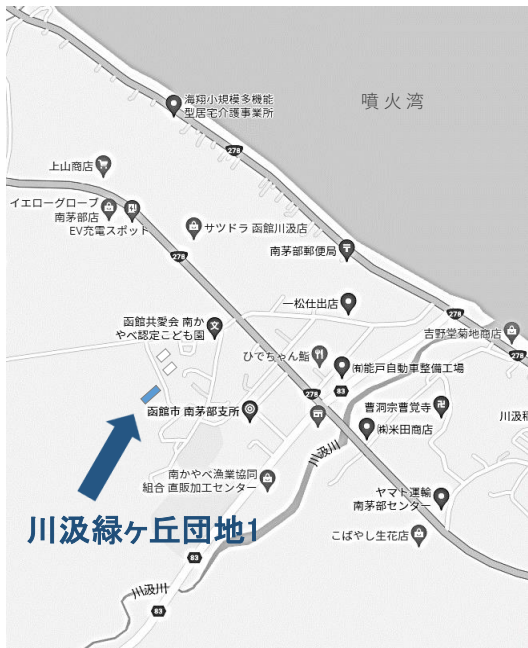 海翔小規模多機能
型居宅介護事業所
噴火湾
278
上山商店
278
イエローグローブ
南茅部店
EV充電スポット
サツドラ 函館川汲店
278
南茅部郵便局
一松仕出店
函館共愛会 南か
やべ認定こども園
吉野堂菊地商店
278
ひでちゃん鮨
㈲能戸自動車整備工場
278
83
函館市 南茅部支所
曹洞宗曹覚寺
川汲稲
㈱米田商店
川汲川
南かやべ漁業協同
組合 直販加工センター
ヤマト運輸
南茅部センター
川汲緑ヶ丘団地1
こばやし生花店
83
川汲川
83